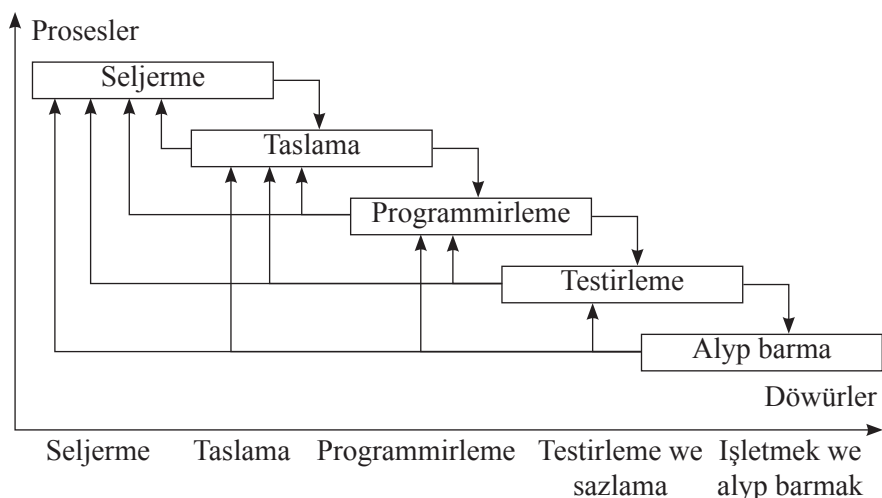 Prosesler
Seljerme
Taslama
Programmirleme
Testirleme
Alyp barma
Döwürler
Seljerme
Taslama
Programmirleme
Testirleme we
sazlama
Işletmek we
alyp barmak